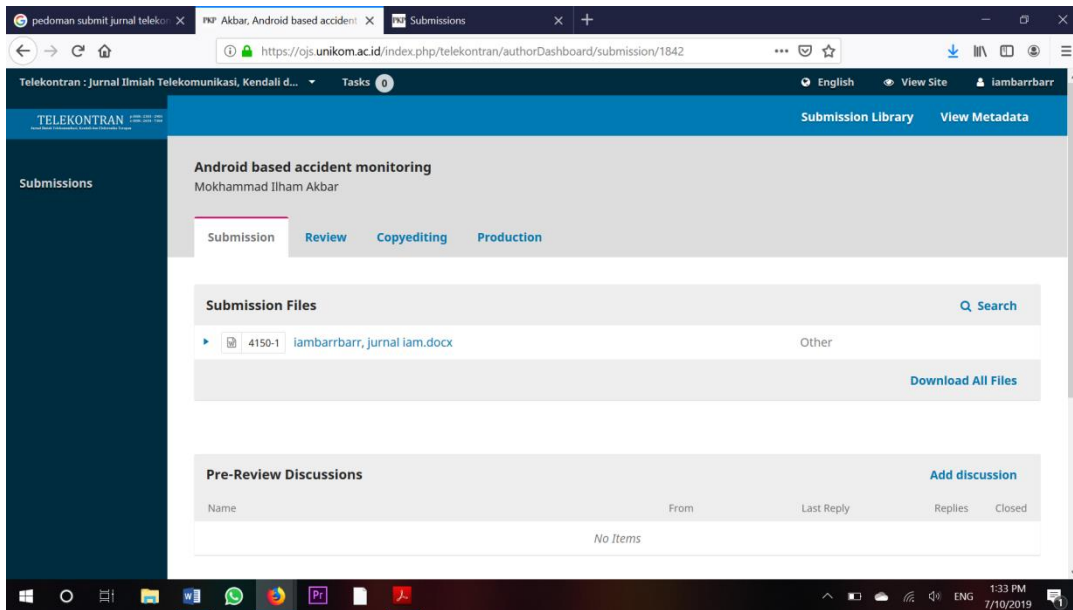 pedoman submit jurnal telekon
PKP Akbar, Android based accident
PKP Submissions
https://ojs.unikom.ac.id/index.php/telekontran/authorDashboard/submission/1842
Telekontran : Jurnal Ilmiah Telekomunikasi, Kendali d... Tasks 0 English View Site iambarrbarr
TELEKONTRAN
Submission Library View Metadata
Submissions
Android based accident monitoring
Mokhammad Ilham Akbar
Submission Review Copyediting Production
Submission Files Search
4150-1 iambarrbarr, jurnal iam.docx Other
Download All Files
Pre-Review Discussions Add discussion
Name From Last Reply Replies Closed
No Items
Pr ENG 1:33 PM
7/10/2019 1